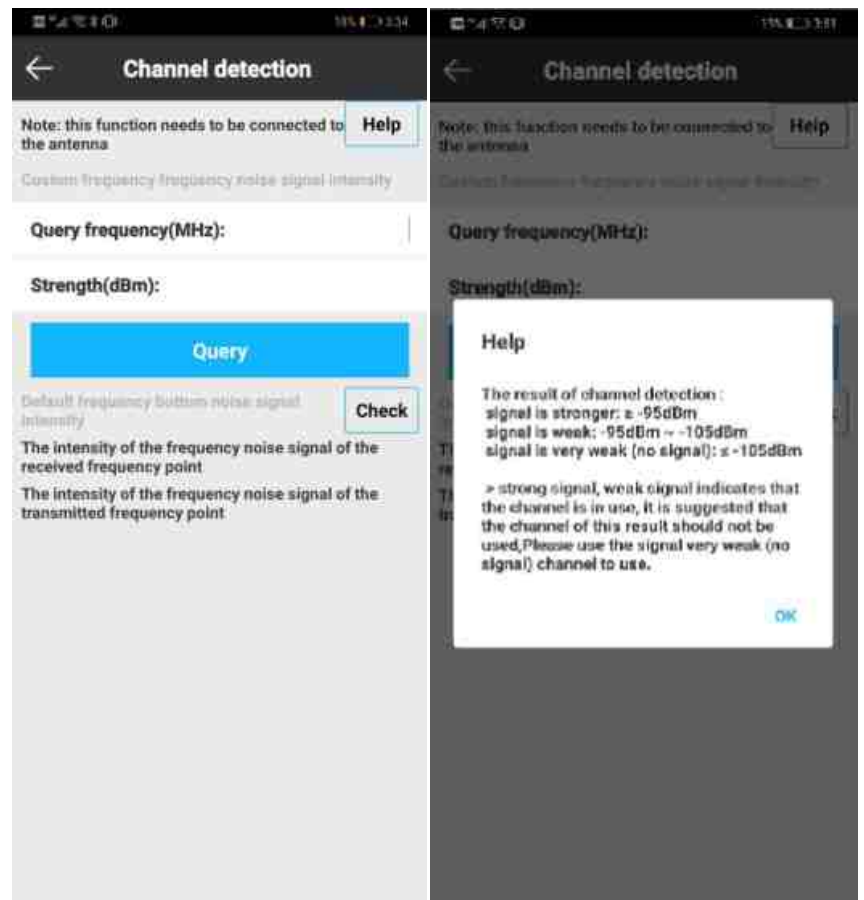 Channel detection
Note: this function needs to be connected to
the antenna
Help
Custom frequency frequency noise signal intensity
Query frequency(MHz):
Strength(dBm):
Query
Default frequency bottom noise signal
intensity
Check
The intensity of the frequency noise signal of the
received frequency point
The intensity of the frequency noise signal of the
transmitted frequency point
Channel detection
Note: this function needs to be connected to
the antenna
Help
Custom frequency frequency noise signal intensity
Query frequency(MHz):
Strength(dBm):
Help
The result of channel detection :
signal is stronger: ≥ -95dBm
signal is weak: -95dBm ~ -105dBm
signal is very weak (no signal): ≤ -105dBm
> strong signal, weak signal indicates that
the channel is in use, it is suggested that
the channel of this result should not be
used,Please use the signal very weak (no
signal) channel to use.
OK